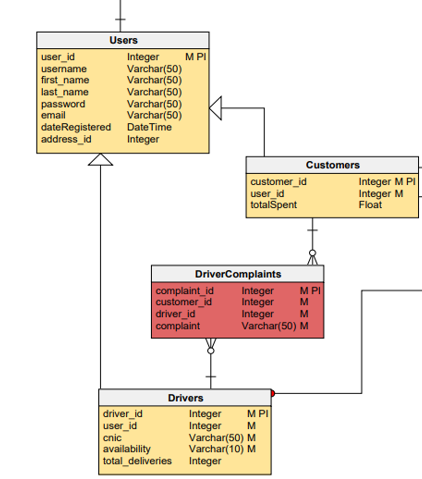 Users
user_id Integer M PI
username Varchar(50)
first_name Varchar(50)
last_name Varchar(50)
password Varchar(50)
email Varchar(50)
dateRegistered DateTime
address_id Integer
Customers
customer_id Integer M PI
user_id Integer M
totalSpent Float
DriverComplaints
complaint_id Integer M PI
customer_id Integer M
driver_id Integer M
complaint Varchar(50) M
Drivers
driver_id Integer M PI
user_id Integer M
cnic Varchar(50) M
availability Varchar(10) M
total_deliveries Integer